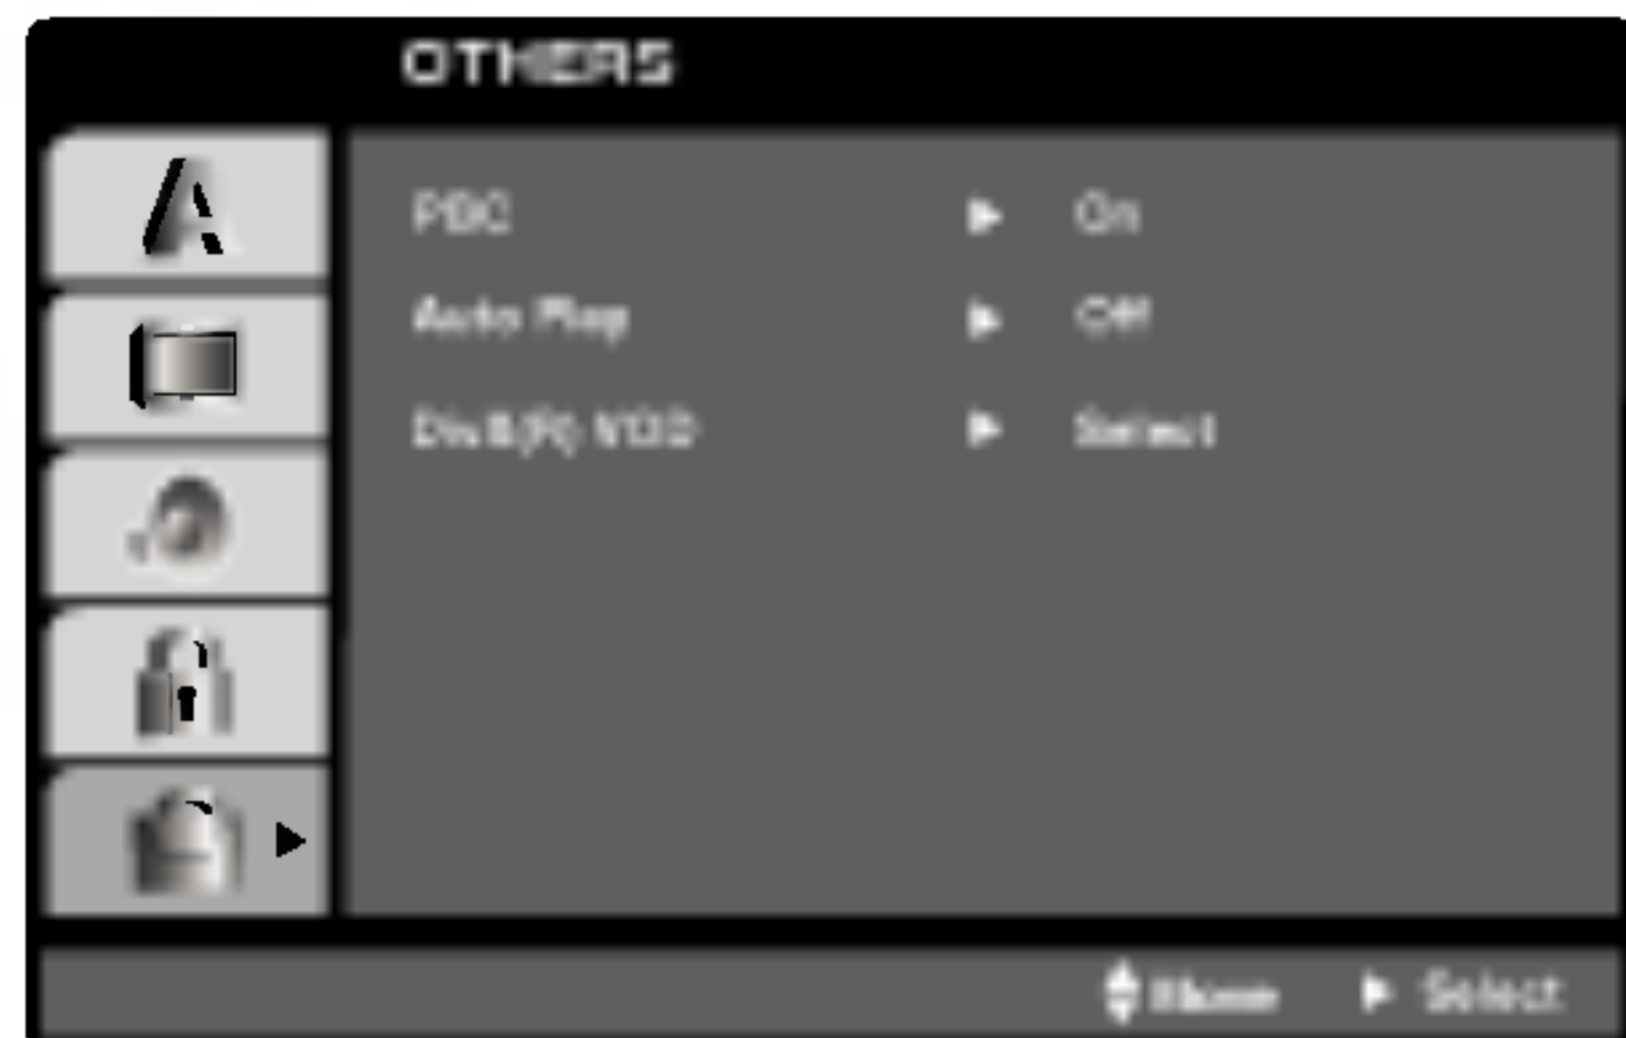 OTHERS
PBC On
Auto Play Off
DivX(R) VOD Select
Move Select